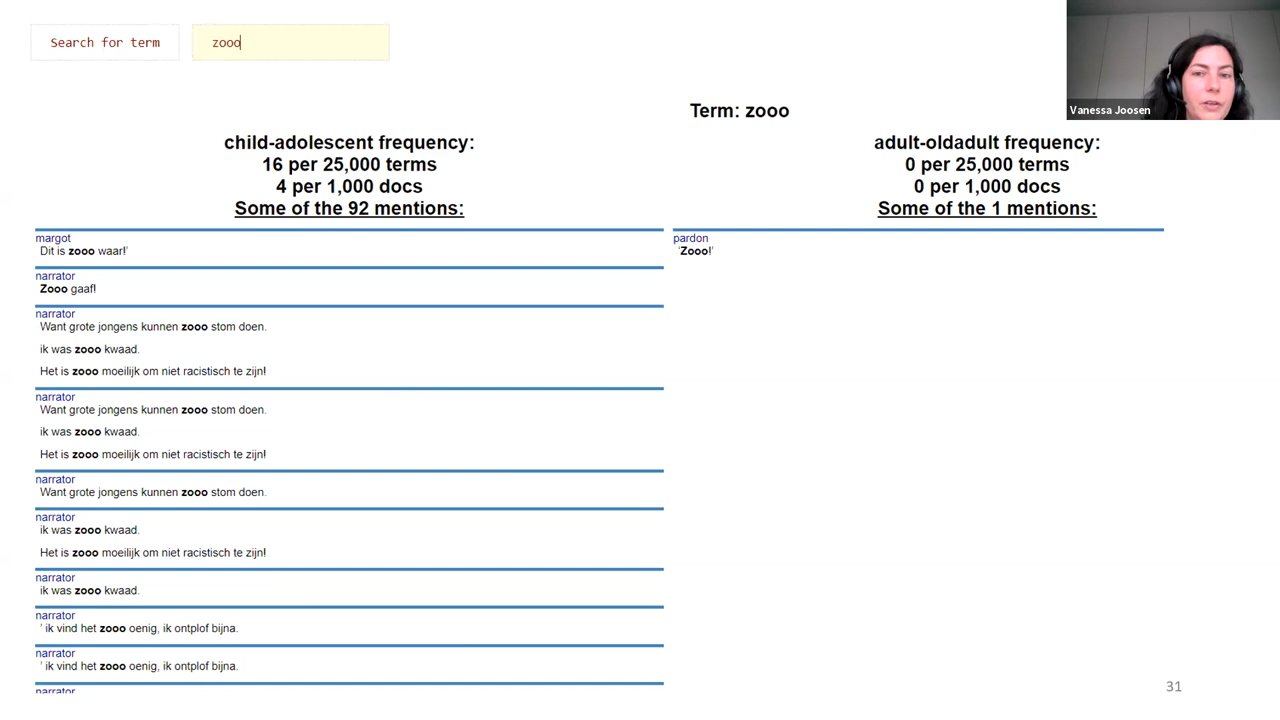 Search for term
zooo
Vanessa Joosen
Term: zooo
child-adolescent frequency:
16 per 25,000 terms
4 per 1,000 docs
Some of the 92 mentions:
adult-oldadult frequency:
0 per 25,000 terms
0 per 1,000 docs
Some of the 1 mentions:
margot
Dit is zooo waar!'
narrator
Zooo gaaf!
narrator
Want grote jongens kunnen zooo stom doen.
ik was zooo kwaad.
Het is zooo moeilijk om niet racistisch te zijn!
narrator
Want grote jongens kunnen zooo stom doen.
ik was zooo kwaad.
Het is zooo moeilijk om niet racistisch te zijn!
narrator
Want grote jongens kunnen zooo stom doen.
narrator
ik was zooo kwaad.
Het is zooo moeilijk om niet racistisch te zijn!
narrator
ik was zooo kwaad.
narrator
' ik vind het zooo oenig, ik ontplof bijna.
narrator
' ik vind het zooo oenig, ik ontplof bijna.
narrator
pardon
'Zooo!'
31